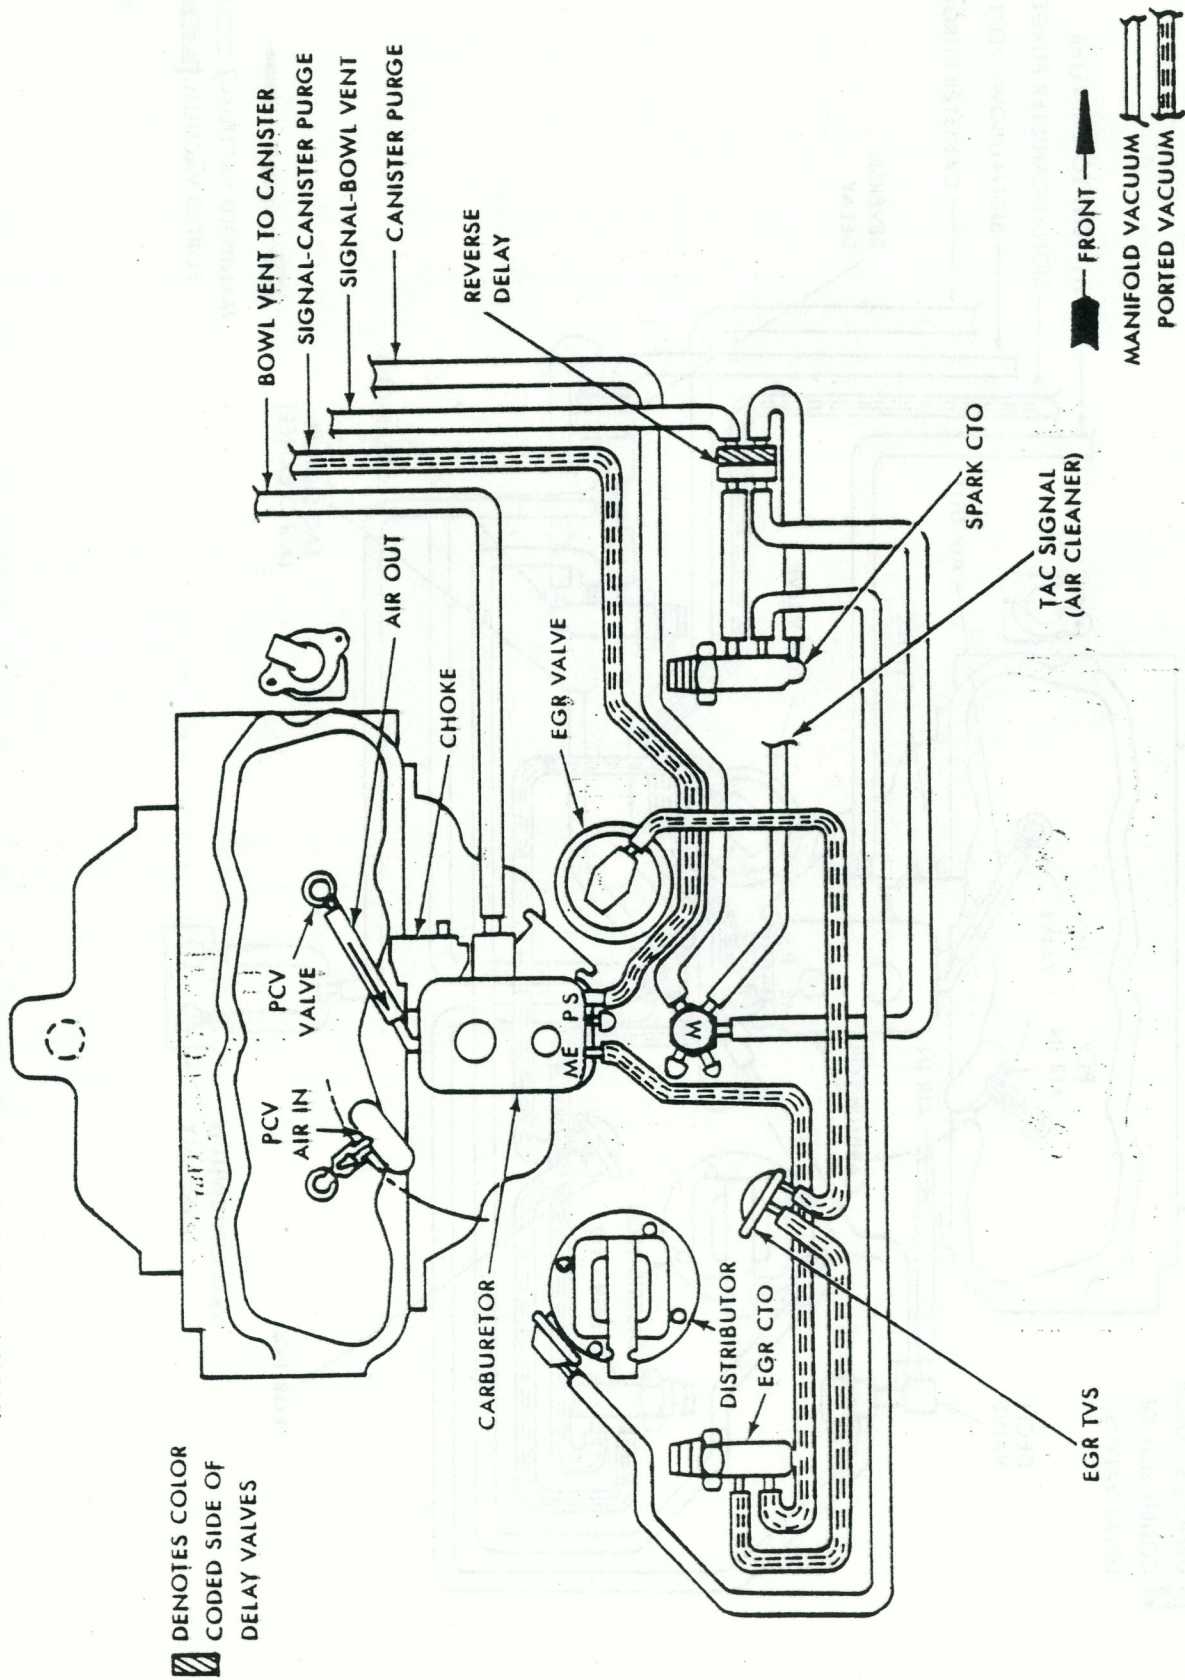 DENOTES COLOR
CODED SIDE OF
DELAY VALVES
BOWL VENT TO CANISTER
SIGNAL-CANISTER PURGE
SIGNAL-BOWL VENT
CANISTER PURGE
REVERSE
DELAY
AIR OUT
CHOKE
EGR VALVE
PCV
VALVE
PCV
AIR IN
ME
PS
W
CARBURETOR
DISTRIBUTOR
EGR CTO
EGR TVS
SPARK CTO
TAC SIGNAL
(AIR CLEANER)
FRONT
MANIFOLD VACUUM
PORTED VACUUM